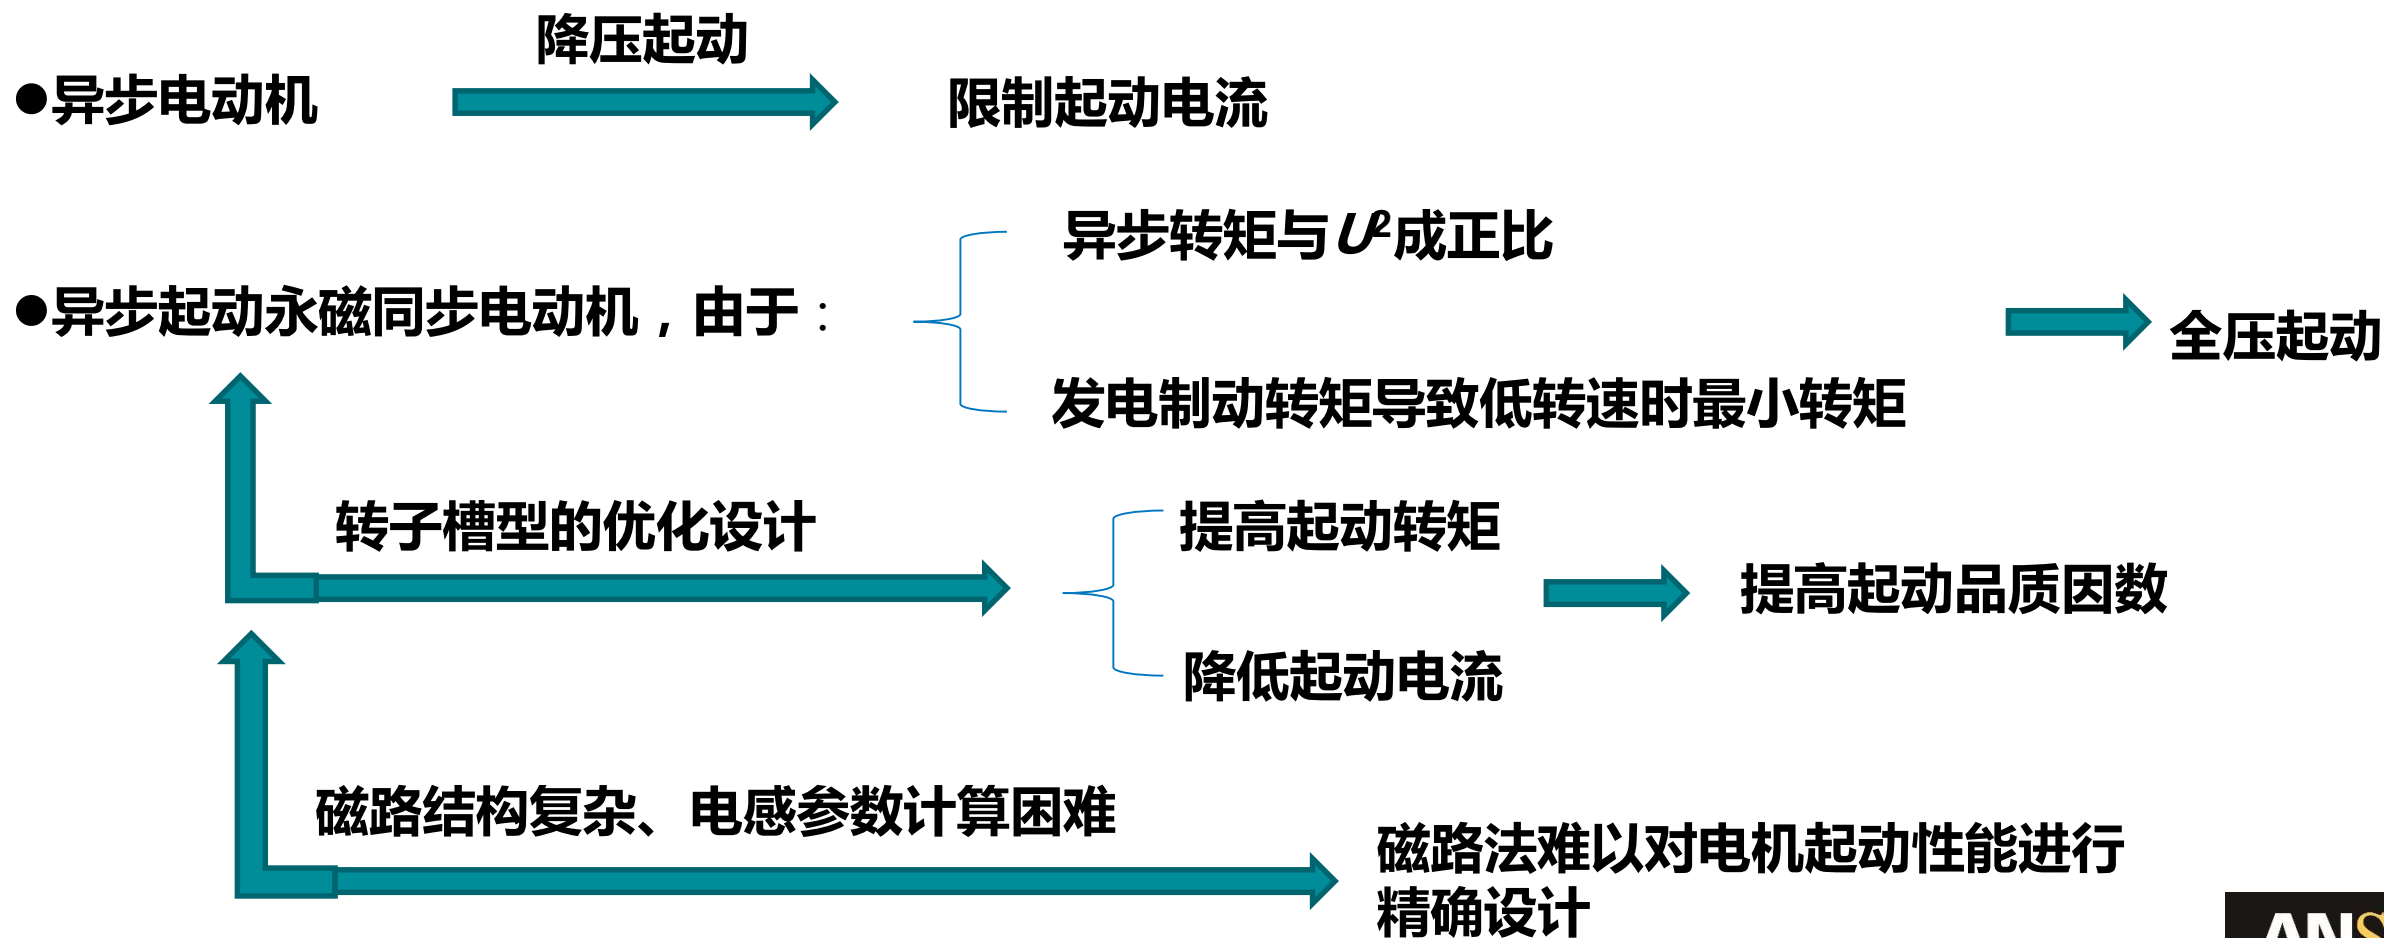 降压起动
●异步电动机
限制起动电流
异步转矩与U²成正比
●异步起动永磁同步电动机，由于：
全压起动
发电制动转矩导致低转速时最小转矩
转子槽型的优化设计
提高起动转矩
提高起动品质因数
降低起动电流
磁路结构复杂、电感参数计算困难
磁路法难以对电机起动性能进行
精确设计
ANS